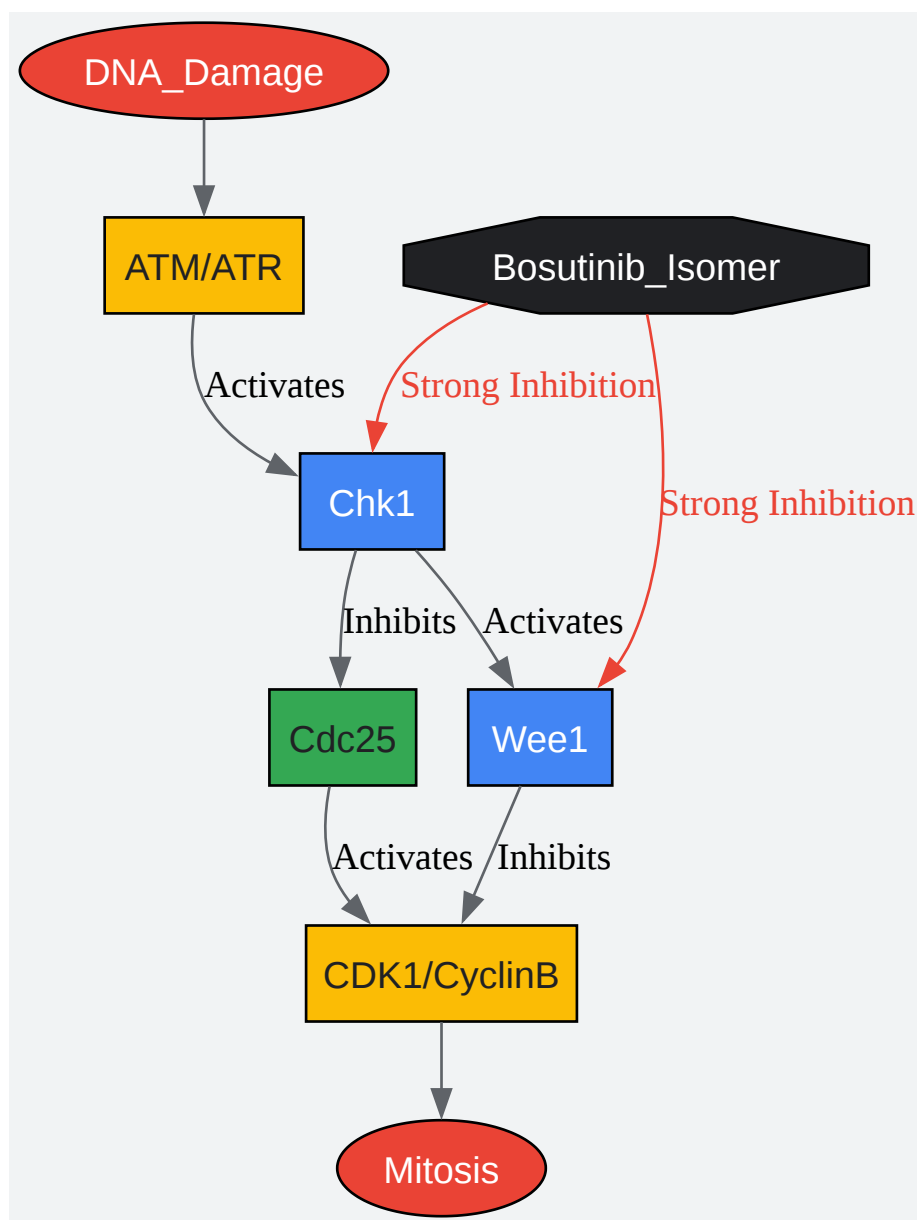 DNA_Damage
ATM/ATR
Bosutinib_Isomer
Activates
Strong Inhibition
Chk1
Strong Inhibition
Inhibits
Activates
Cdc25
Wee1
Activates
Inhibits
CDK1/CyclinB
Mitosis